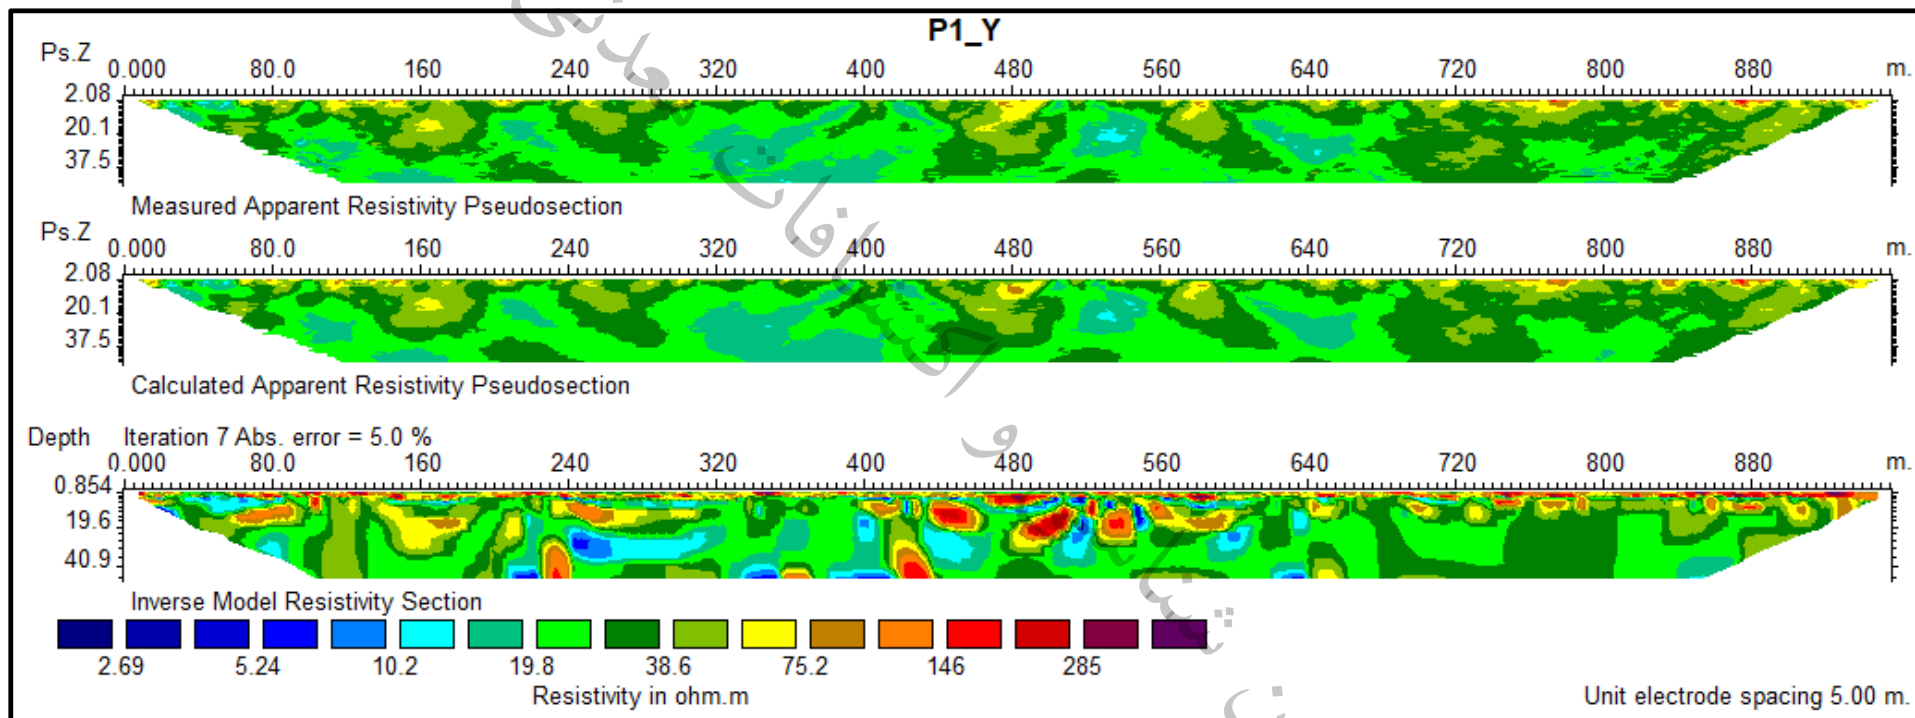 P1_Y
Ps.Z
0.000 80.0 160 240 320 400 480 560 640 720 800 880 m.
2.08
20.1
37.5
Measured Apparent Resistivity Pseudosection
Ps.Z
0.000 80.0 160 240 320 400 480 560 640 720 800 880 m.
2.08
20.1
37.5
Calculated Apparent Resistivity Pseudosection
Depth Iteration 7 Abs. error = 5.0 %
0.000 80.0 160 240 320 400 480 560 640 720 800 880 m.
0.854
19.6
40.9
Inverse Model Resistivity Section
2.69 5.24 10.2 19.8 38.6 75.2 146 285
Resistivity in ohm.m
Unit electrode spacing 5.00 m.
و اکتشافات معدنی